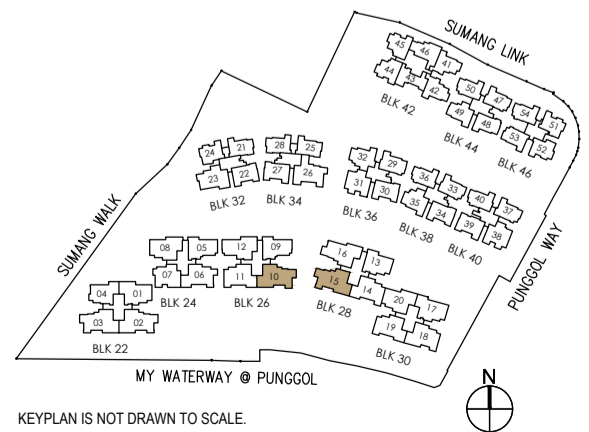 SUMANG LINK
45
46
41
44
43
42
BLK 42
50
47
49
48
BLK 44
54
51
53
52
BLK 46
24
21
23
22
BLK 32
28
25
27
26
BLK 34
32
29
31
30
BLK 36
36
33
35
34
BLK 38
40
37
39
38
BLK 40
SUMANG WALK
PUNGGOL WAY
08
05
07
06
BLK 24
12
09
11
10
BLK 26
16
13
15
14
BLK 28
20
17
19
18
BLK 30
04
01
03
02
BLK 22
MY WATERWAY @ PUNGGOL
N
KEYPLAN IS NOT DRAWN TO SCALE.